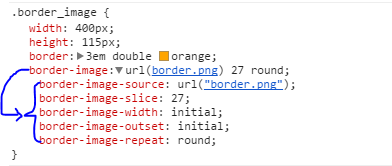 .border_image {
width: 400px;
height: 115px;
border:▶3em double orange;
border-image:▼url(border.png) 27 round;
border-image-source: url("border.png");
border-image-slice: 27;
border-image-width: initial;
border-image-outset: initial;
border-image-repeat: round;
}